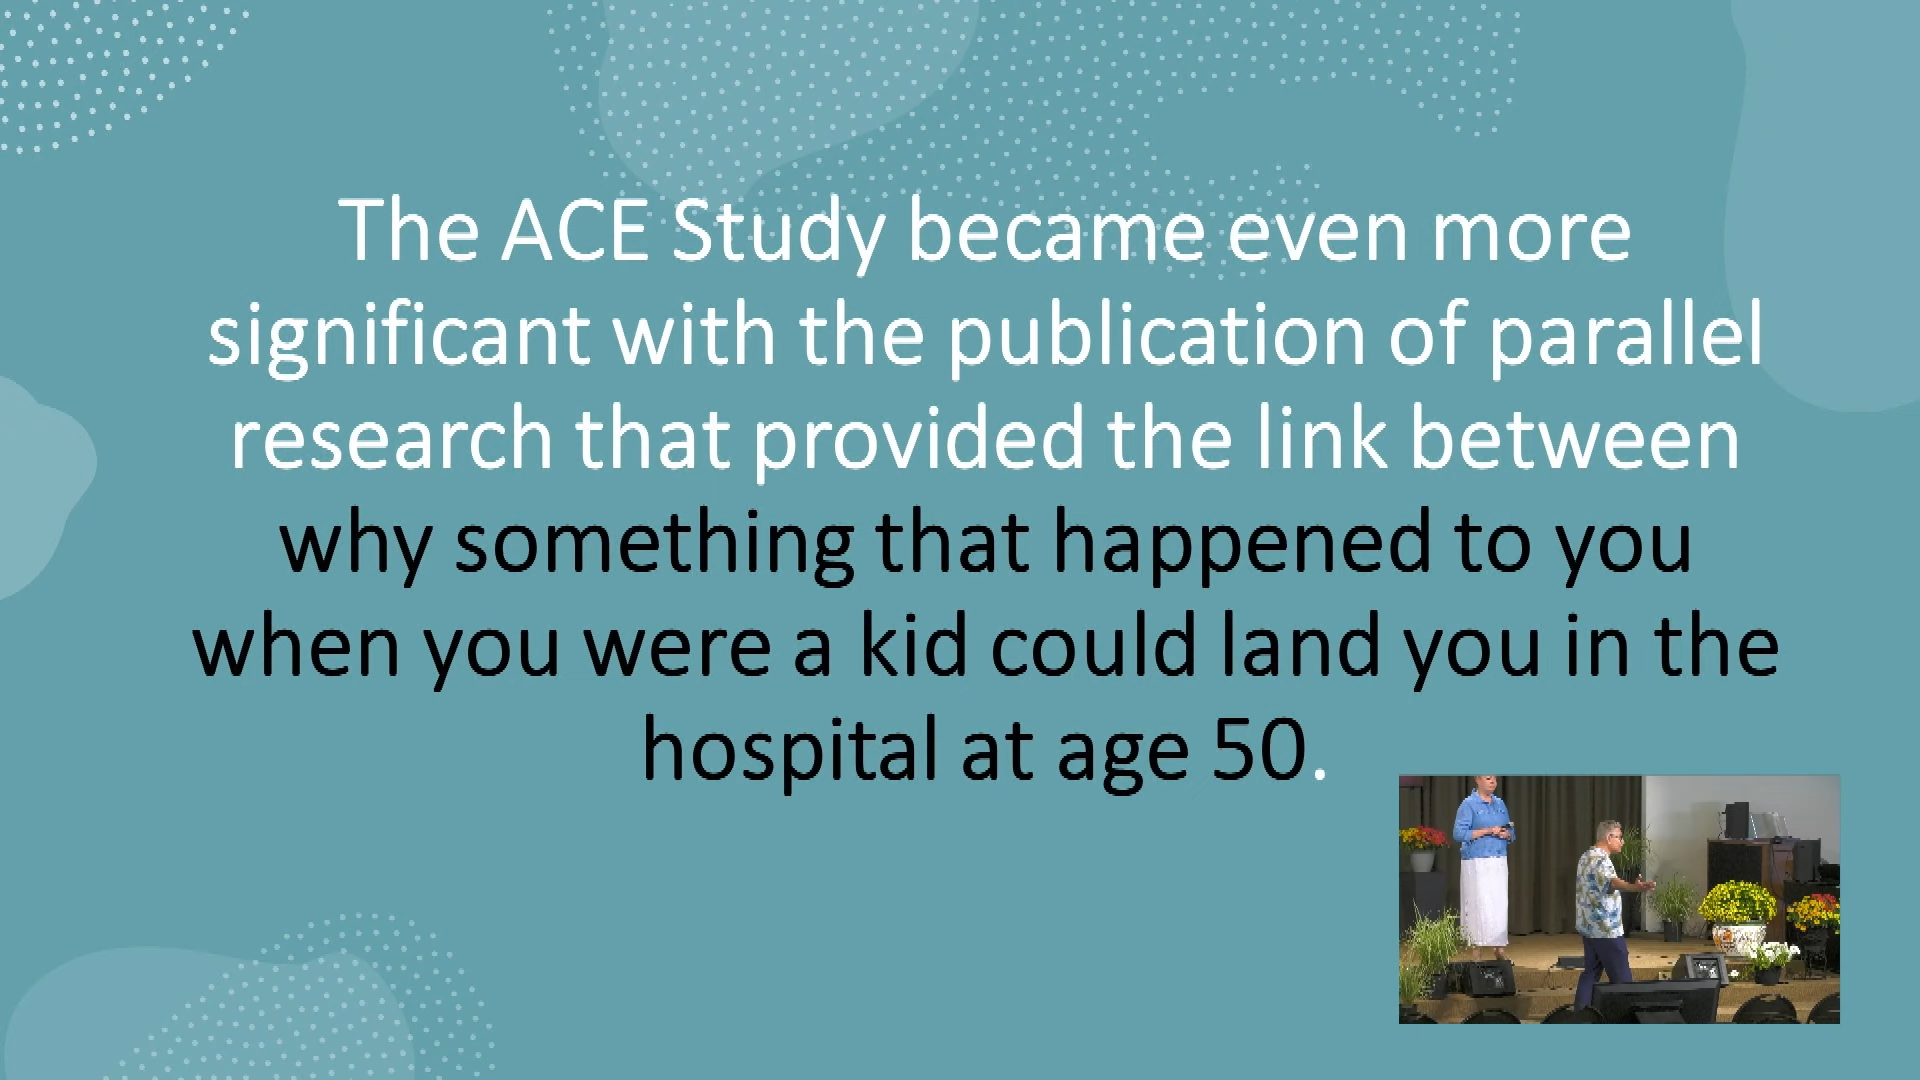 The ACE Study became even more
significant with the publication of parallel
research that provided the link between
why something that happened to you
when you were a kid could land you in the
hospital at age 50.